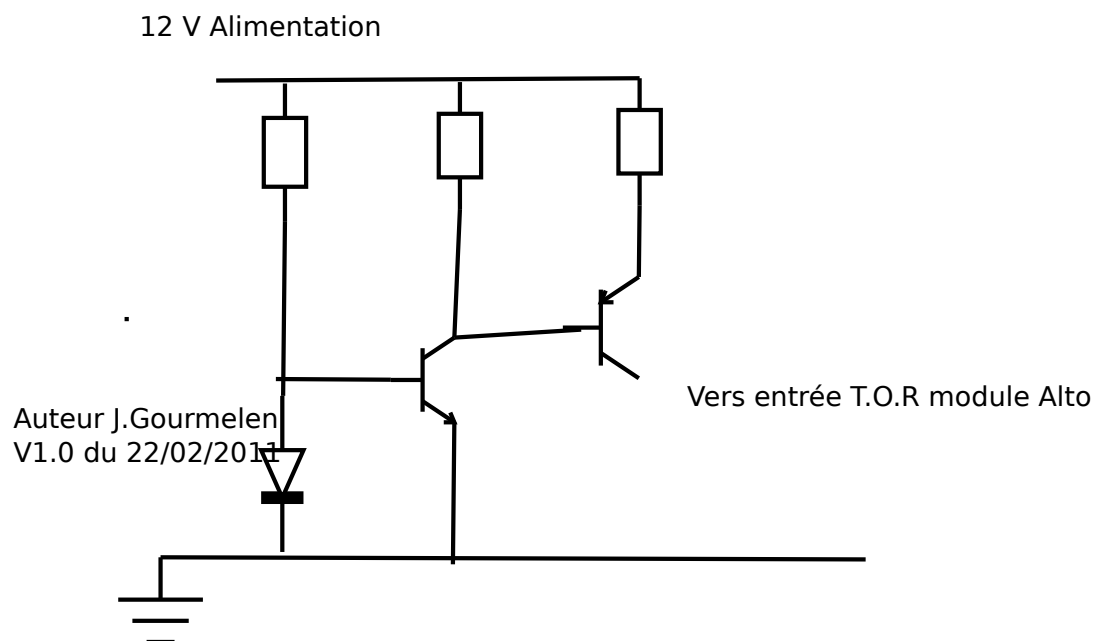 12 V Alimentation
Vers entrée T.O.R module Alto
Auteur J.Gourmelen
V1.0 du 22/02/2011